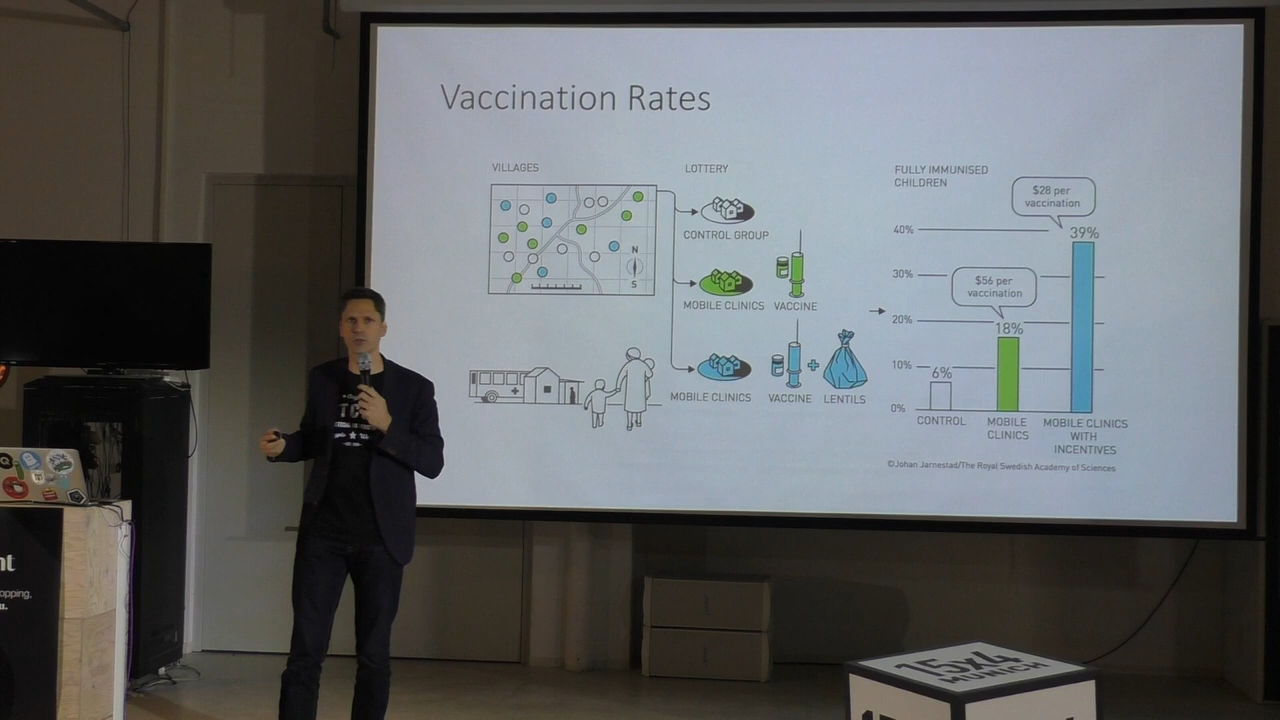 Vaccination Rates
VILLAGES
LOTTERY
N
S
CONTROL GROUP
MOBILE CLINICS
VACCINE
MOBILE CLINICS
VACCINE
+
LENTILS
FULLY IMMUNISED
CHILDREN
$28 per
vaccination
40%
39%
30%
$56 per
vaccination
20%
18%
10%
6%
0%
CONTROL
MOBILE
CLINICS
MOBILE CLINICS
WITH
INCENTIVES
©Johan Jarnestad/The Royal Swedish Academy of Sciences
nt
opping,
15x4
MUNICH